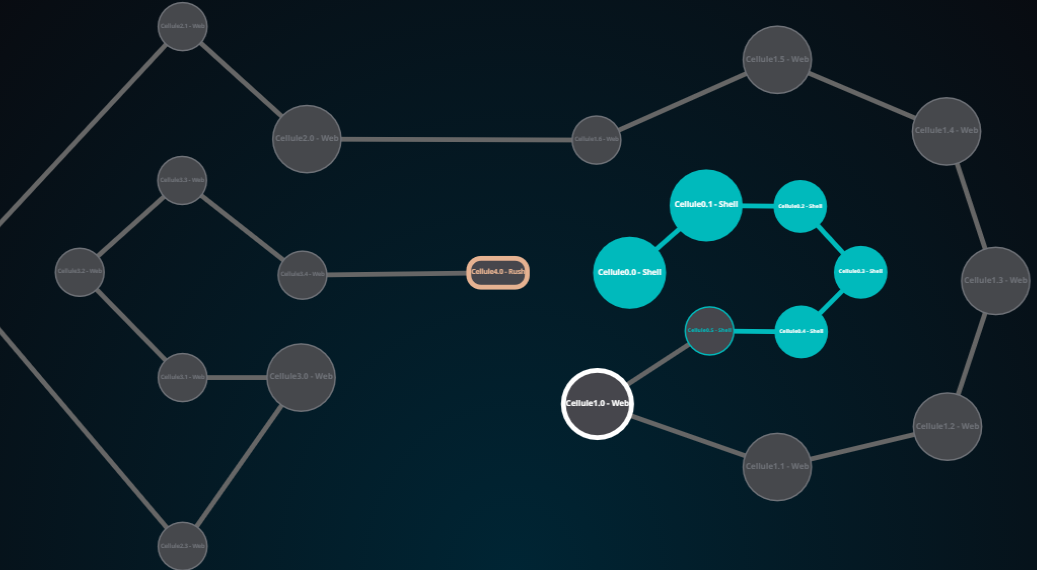 Cellule2.1 - Web
Cellule1.5 - Web
Cellule2.0 - Web
Cellule1.6 - Web
Cellule1.4 - Web
Cellule3.3 - Web
Cellule0.1 - Shell
Cellule0.2 - Shell
Cellule3.2 - Web
Cellule3.4 - Web
Cellule4.0 - Rush
Cellule0.0 - Shell
Cellule0.3 - Shell
Cellule1.3 - Web
Cellule0.5 - Shell
Cellule0.4 - Shell
Cellule3.1 - Web
Cellule3.0 - Web
Cellule1.0 - Web
Cellule1.2 - Web
Cellule1.1 - Web